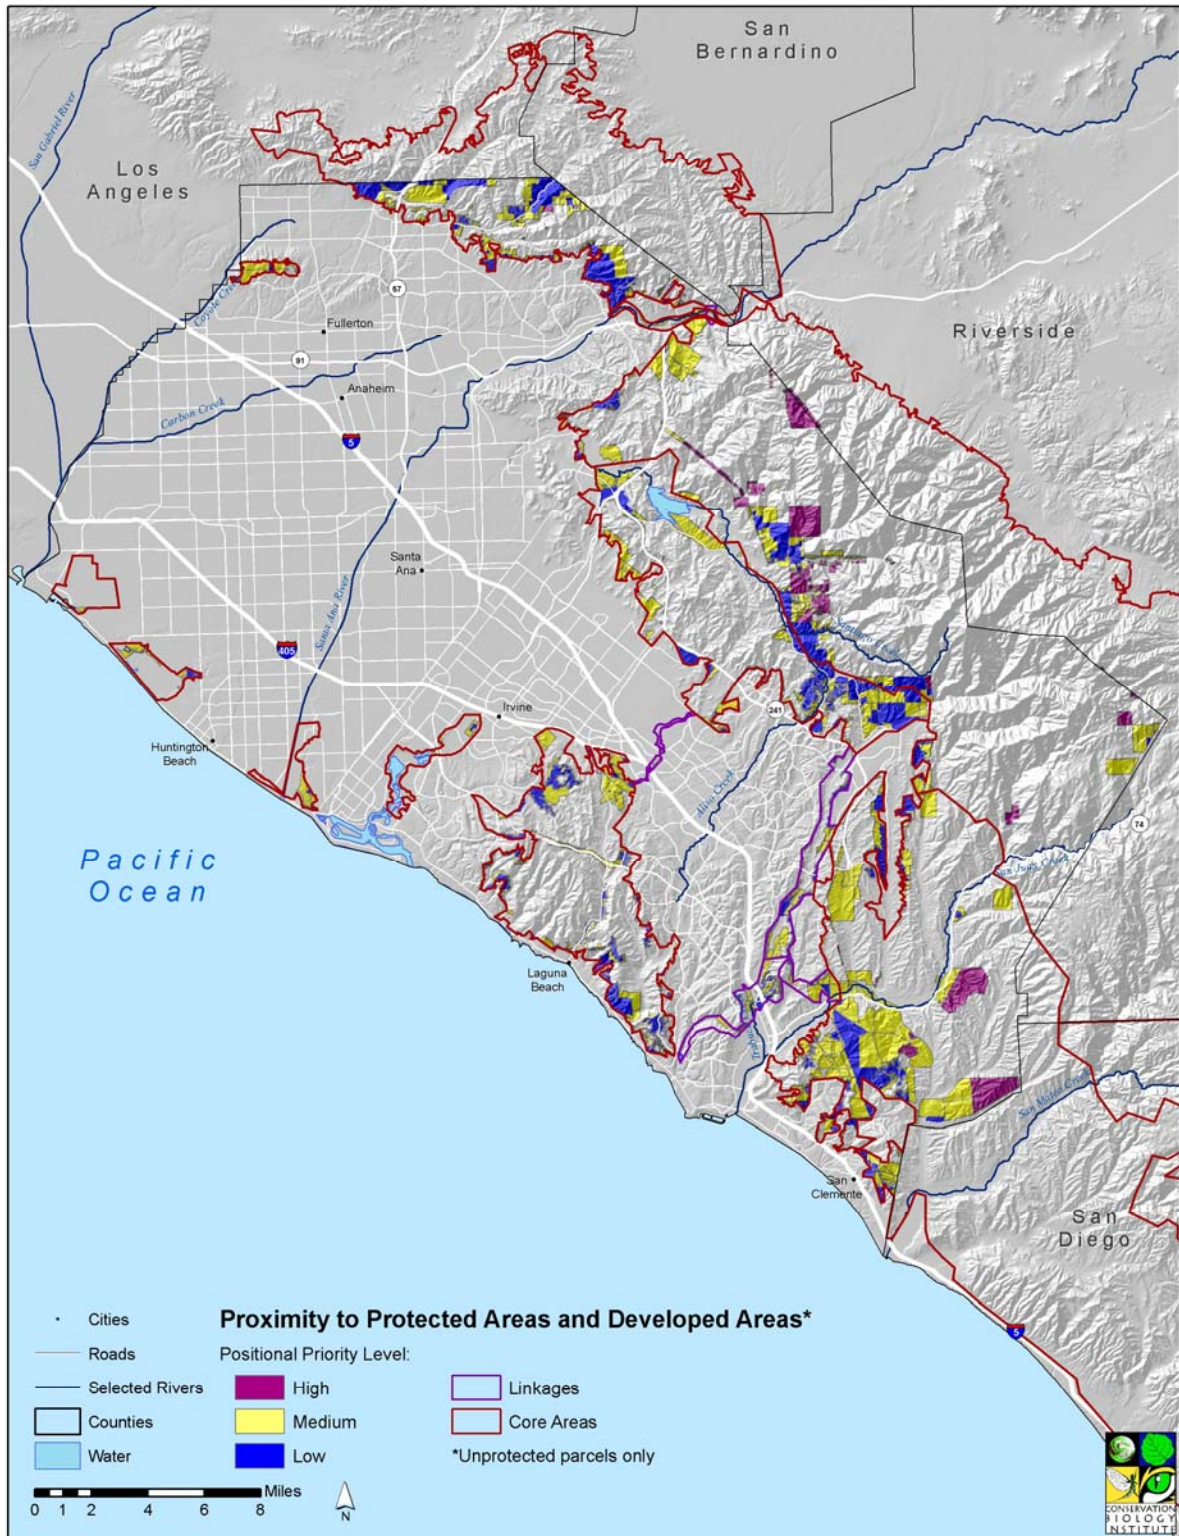 San
Bernardino
San Gabriel River
Los
Angeles
57
Coyote Creek
Fullerton
Riverside
91
Anaheim
Carbon Creek
5
Santa
Ana
Santa Ana River
Santiago Creek
405
241
Irvine
Huntington
Beach
Aliso Creek
74
Pacific
Ocean
San Juan Creek
Laguna
Beach
Trabuco
San Mateo Creek
San
Clemente
San
Diego
5
Proximity to Protected Areas and Developed Areas*
Cities
Roads
Positional Priority Level:
Selected Rivers
High
Linkages
Counties
Medium
Core Areas
Water
Low
*Unprotected parcels only
Miles
0 1 2 4 6 8
N
CONSERVATION
BIOLOGY
INSTITUTE